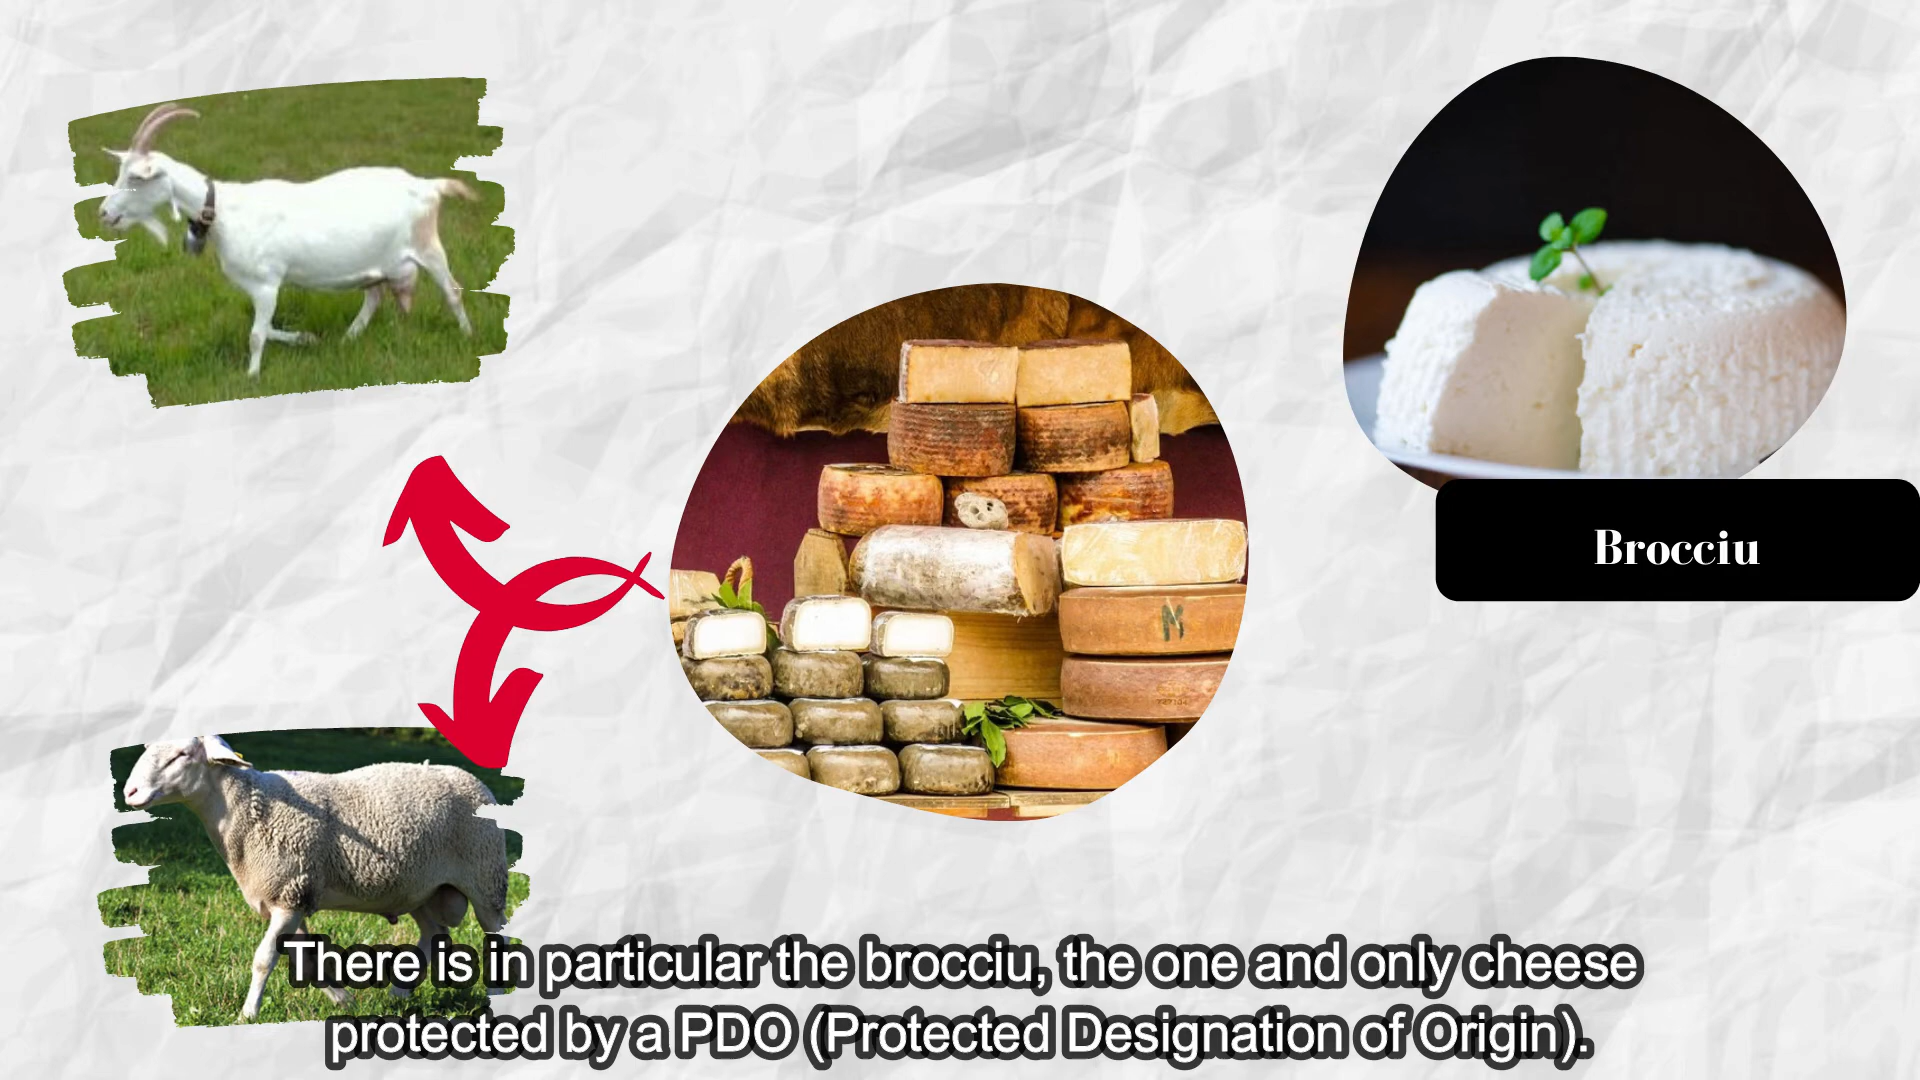 Brocciu
M
There is in particular the brocciu, the one and only cheese
protected by a PDO (Protected Designation of Origin).